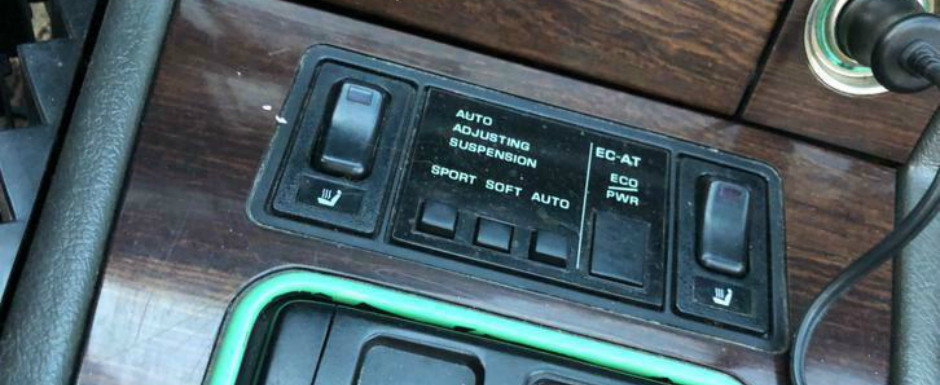 AUTO
ADJUSTING
SUSPENSION
SPORT SOFT AUTO
EC-AT
ECO
PWR